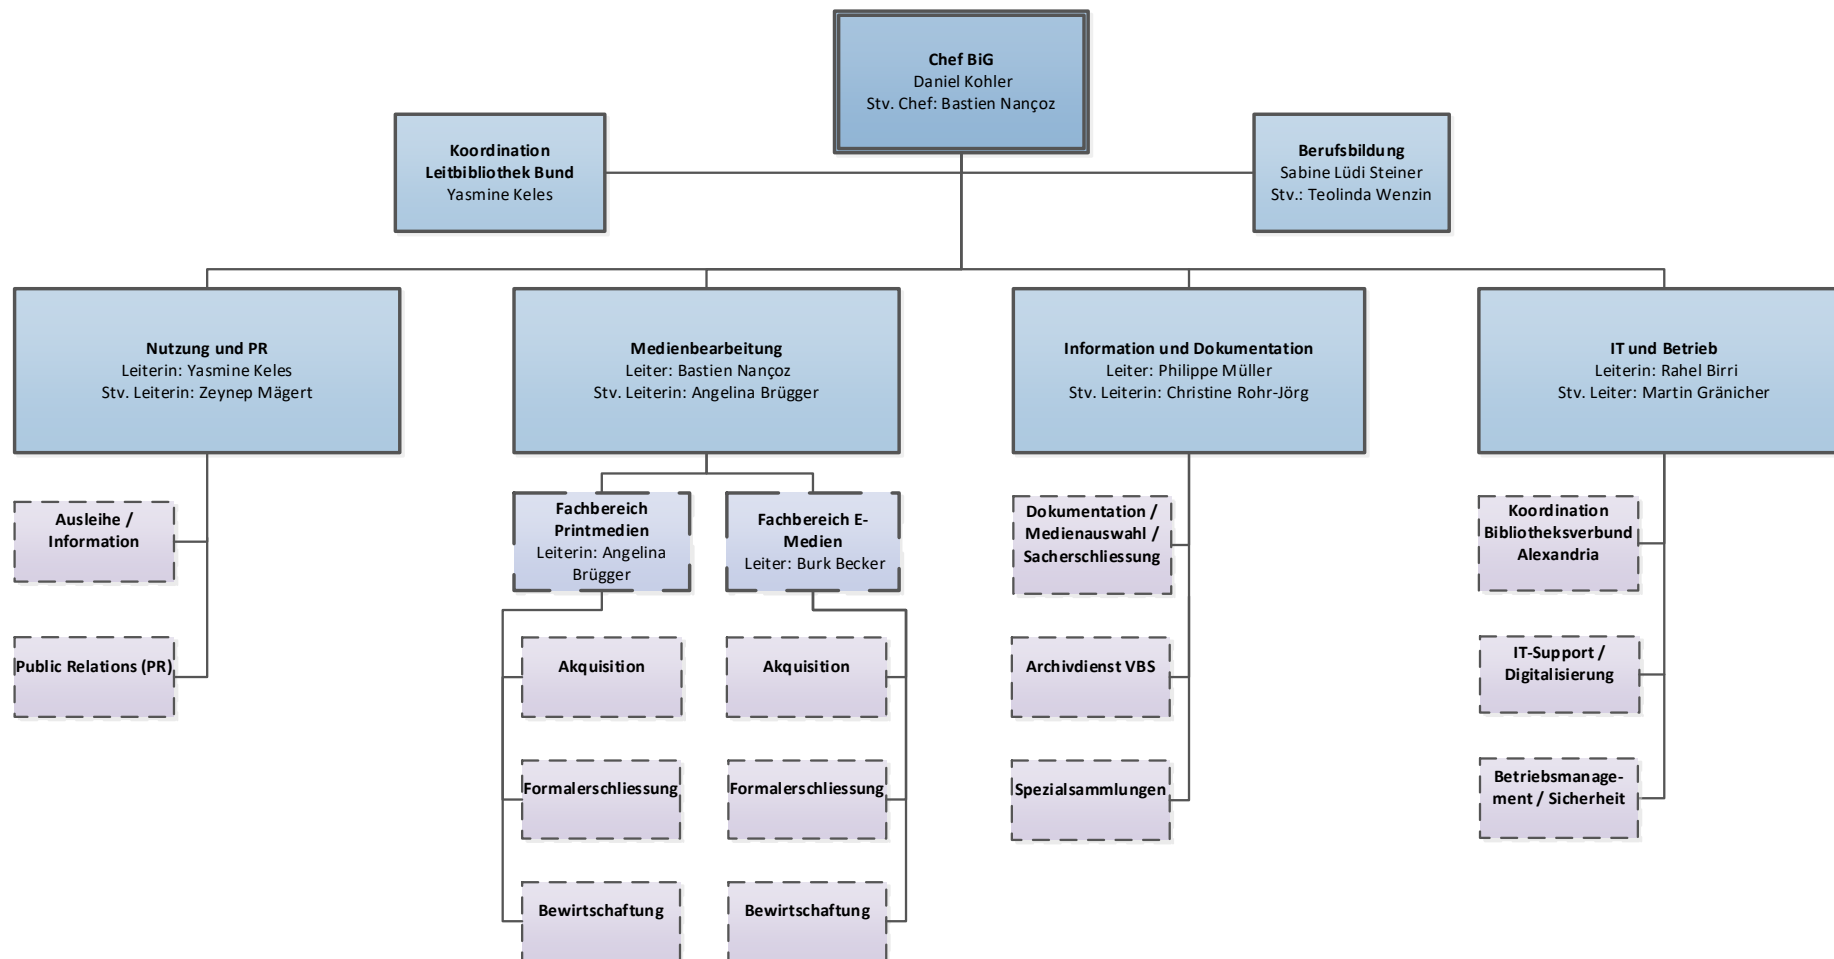 Chef BiG
Daniel Kohler
Stv. Chef: Bastien Nançoz
Koordination
Leitbibliothek Bund
Yasmine Keles
Berufsbildung
Sabine Lüdi Steiner
Stv.: Teolinda Wenzin
Nutzung und PR
Leiterin: Yasmine Keles
Stv. Leiterin: Zeynep Mägert
Medienbearbeitung
Leiter: Bastien Nançoz
Stv. Leiterin: Angelina Brügger
Information und Dokumentation
Leiter: Philippe Müller
Stv. Leiterin: Christine Rohr-Jörg
IT und Betrieb
Leiterin: Rahel Birri
Stv. Leiter: Martin Gränicher
Ausleihe /
Information
Public Relations (PR)
Fachbereich
Printmedien
Leiterin: Angelina
Brügger
Akquisition
Formalerschliessung
Bewirtschaftung
Fachbereich E-
Medien
Leiter: Burk Becker
Akquisition
Formalerschliessung
Bewirtschaftung
Dokumentation /
Medienauswahl /
Sacherschliessung
Archivdienst VBS
Spezialsammlungen
Koordination
Bibliotheksverbund
Alexandria
IT-Support /
Digitalisierung
Betriebsmanage-
ment / Sicherheit